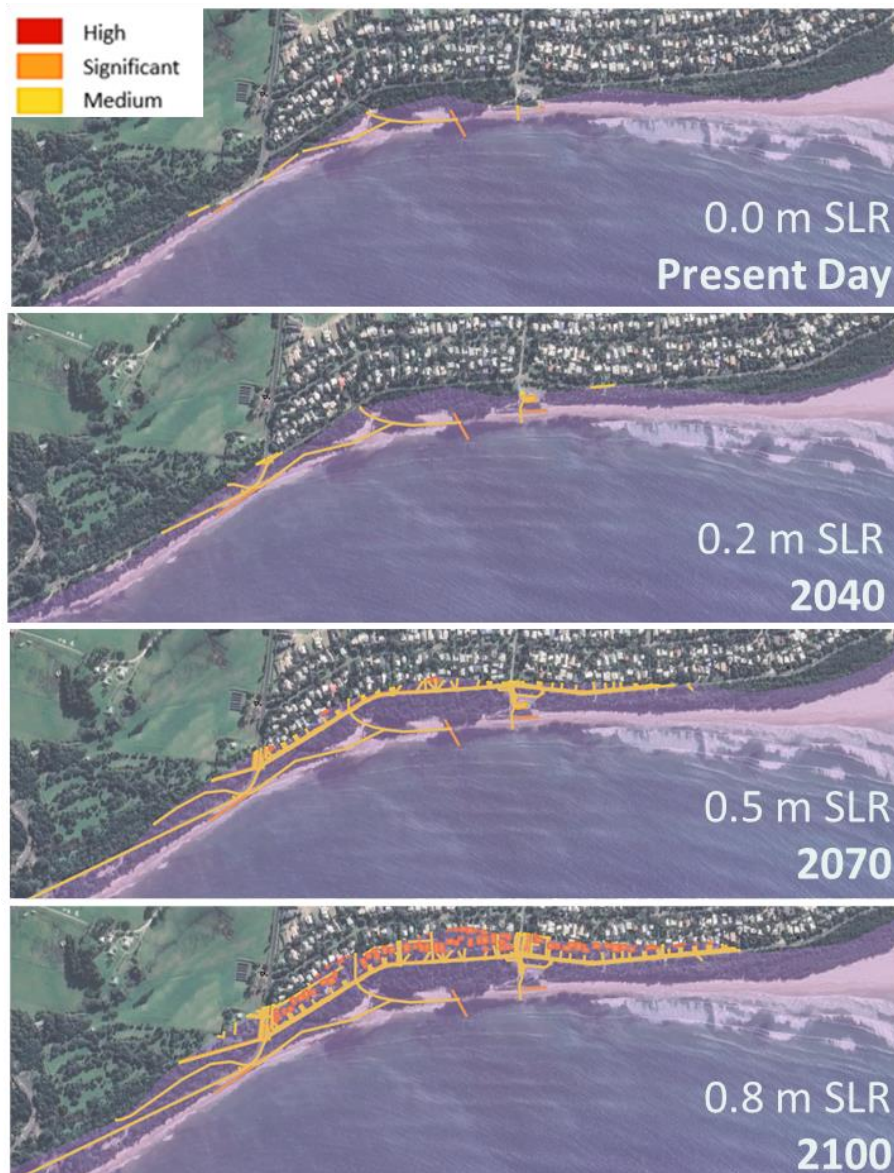 High
Significant
Medium
0.0 m SLR
Present Day
0.2 m SLR
2040
0.5 m SLR
2070
0.8 m SLR
2100